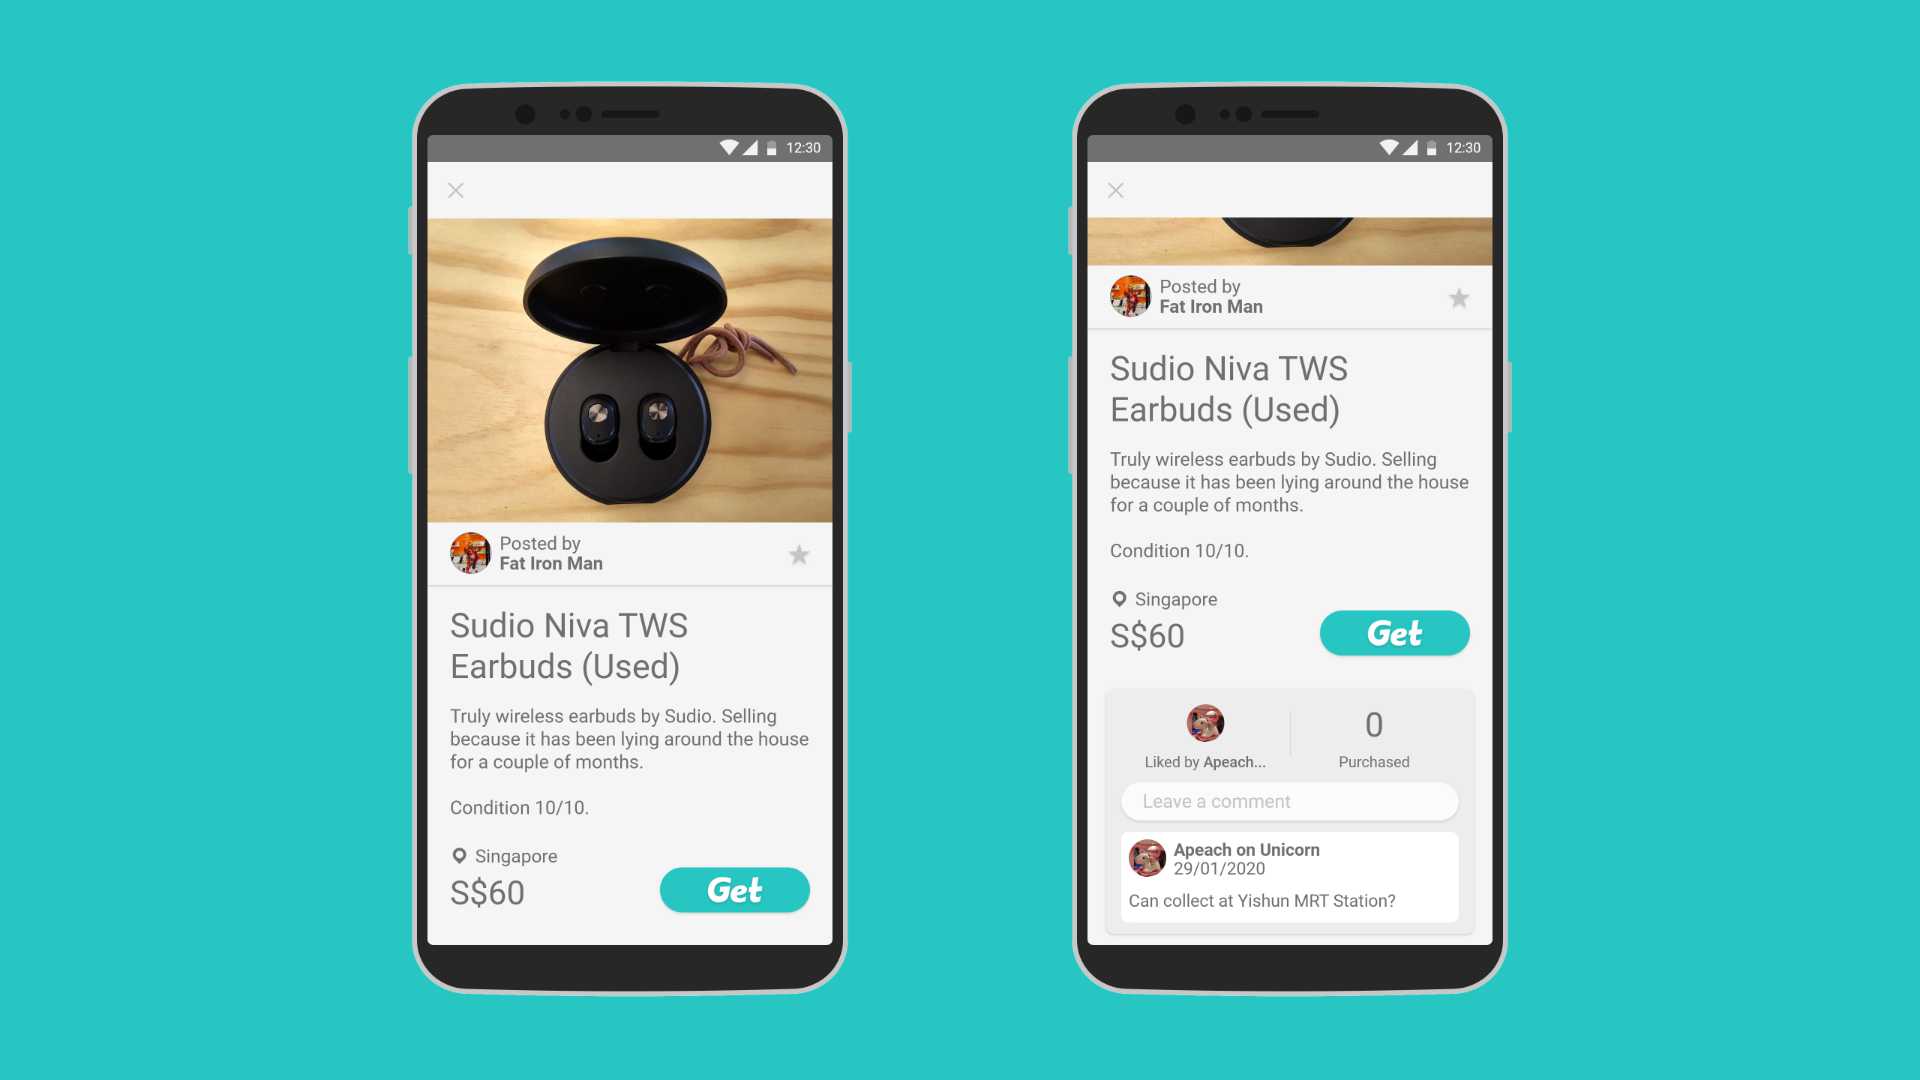 12:30
Posted by
Fat Iron Man
Sudio Niva TWS
Earbuds (Used)
Truly wireless earbuds by Sudio. Selling
because it has been lying around the house
for a couple of months.
Condition 10/10.
Singapore
S$60
Get
12:30
Posted by
Fat Iron Man
Sudio Niva TWS
Earbuds (Used)
Truly wireless earbuds by Sudio. Selling
because it has been lying around the house
for a couple of months.
Condition 10/10.
Singapore
S$60
Get
0
Liked by Apeach...
Purchased
Leave a comment
Apeach on Unicorn
29/01/2020
Can collect at Yishun MRT Station?